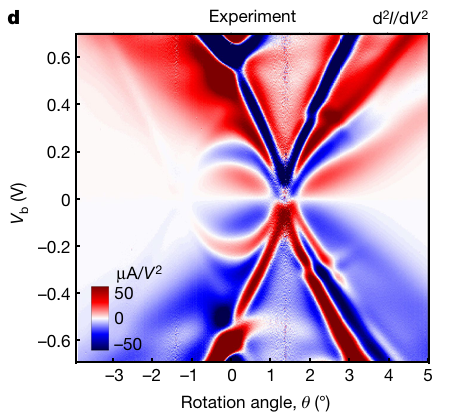 d
Experiment
d²I/dV²
0.6
0.4
0.2
0
−0.2
−0.4
−0.6
V_b (V)
μA/V²
50
0
−50
−3 −2 −1 0 1 2 3 4 5
Rotation angle, θ (°)